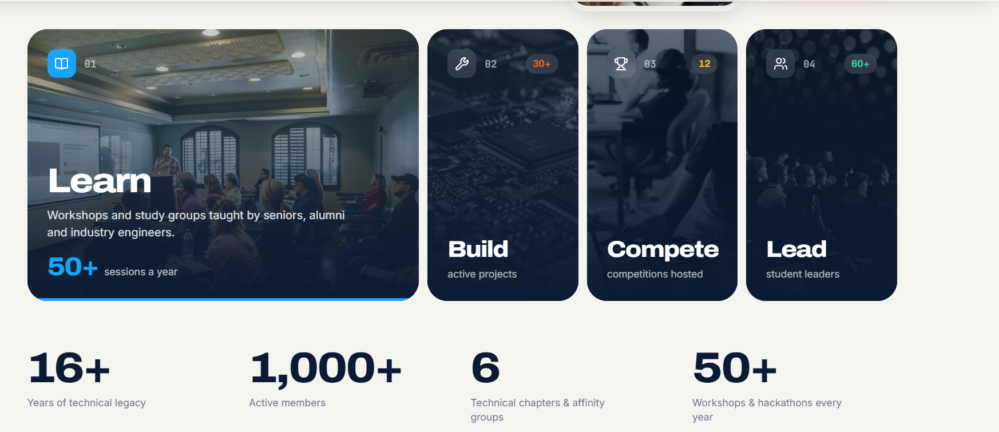 01
Learn
Workshops and study groups taught by seniors, alumni
and industry engineers.
50+ sessions a year
02 30+
Build
active projects
03 12
Compete
competitions hosted
04 60+
Lead
student leaders
16+
Years of technical legacy
1,000+
Active members
6
Technical chapters & affinity
groups
50+
Workshops & hackathons every
year